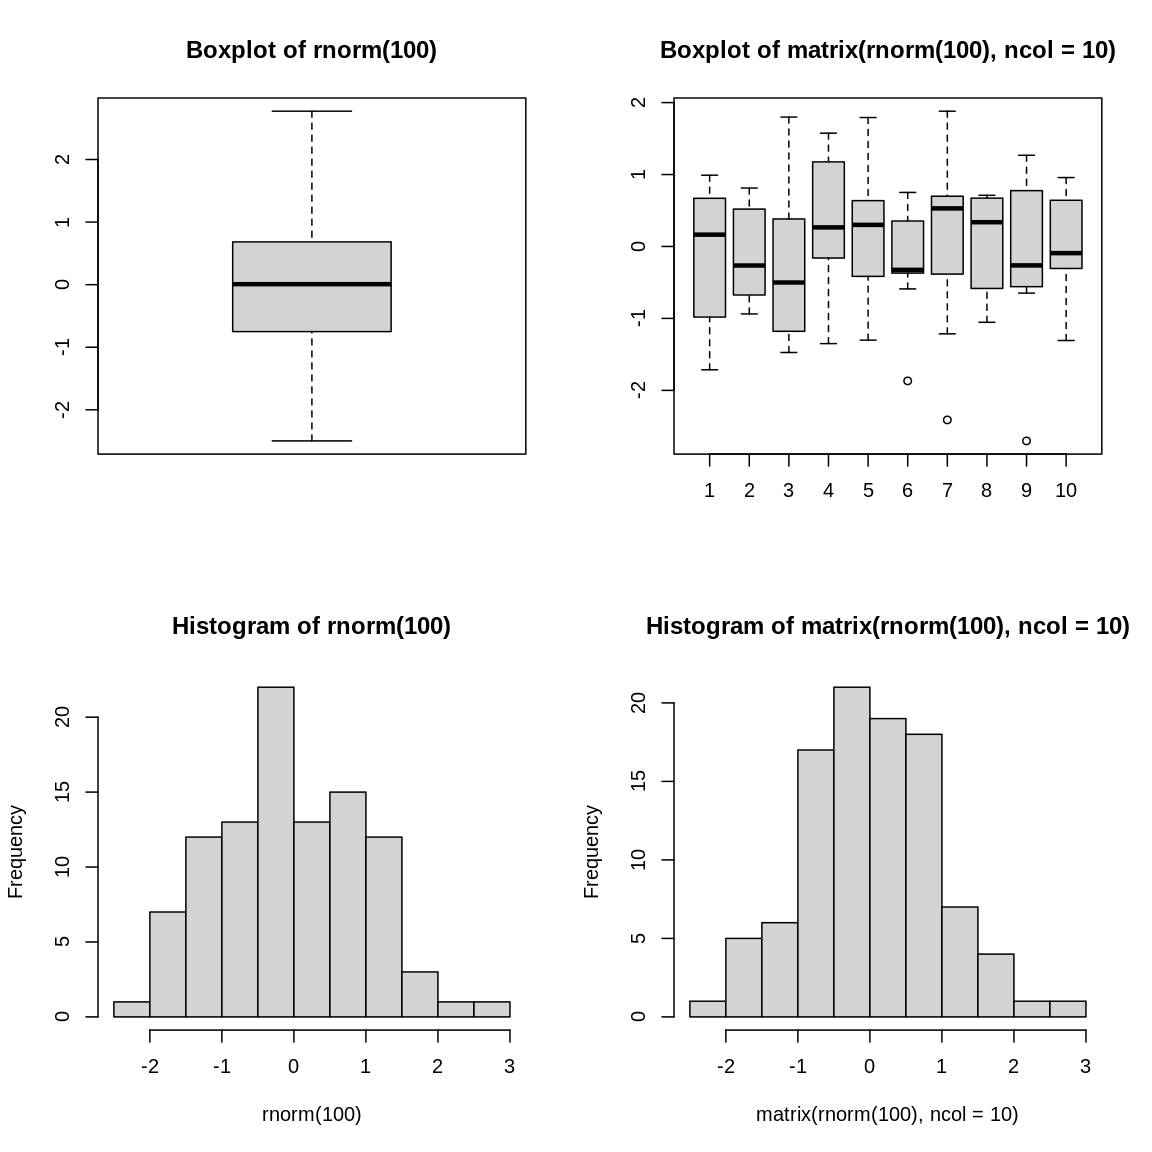 Boxplot of rnorm(100)
2
1
0
-1
-2
Boxplot of matrix(rnorm(100), ncol = 10)
2
1
0
-1
-2
1 2 3 4 5 6 7 8 9 10
Histogram of rnorm(100)
Frequency
20
15
10
5
0
-2 -1 0 1 2 3
rnorm(100)
Histogram of matrix(rnorm(100), ncol = 10)
Frequency
20
15
10
5
0
-2 -1 0 1 2 3
matrix(rnorm(100), ncol = 10)